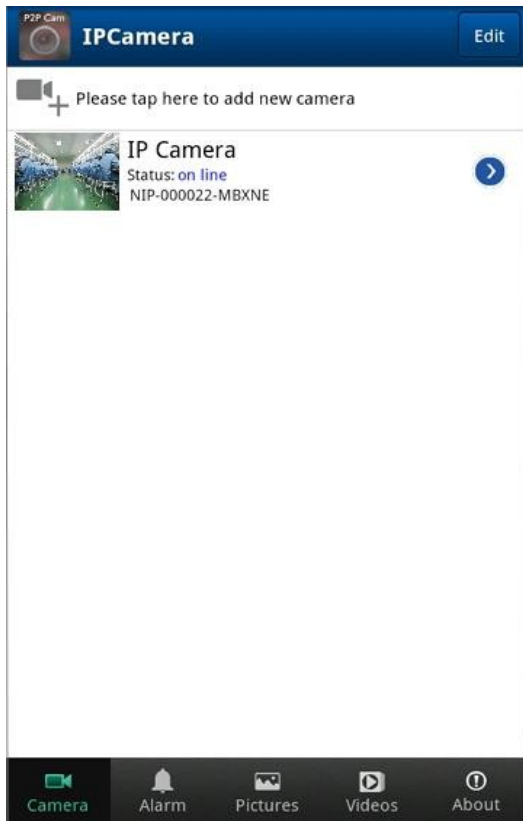 P2P Cam
IPCamera
Edit
Please tap here to add new camera
IP Camera
Status: on line
NIP-000022-MBXNE
Camera
Alarm
Pictures
Videos
About